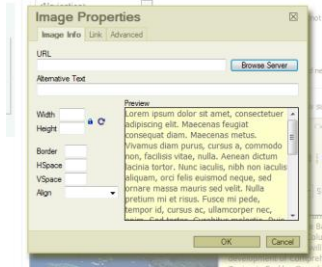 Image Properties
Image Info Link Advanced
URL
Browse Server
Alternative Text
Width
Height
Border
HSpace
VSpace
Align
Preview
Lorem ipsum dolor sit amet, consectetuer
adipiscing elit. Maecenas feugiat
consequat diam. Maecenas metus.
Vivamus diam purus, cursus a, commodo
non, facilisis vitae, nulla. Aenean dictum
lacinia tortor. Nunc iaculis, nibh non iaculis
aliquam, orci felis euismod neque, sed
ornare massa mauris sed velit. Nulla
pretium mi et risus. Fusce mi pede,
tempor id, cursus ac, ullamcorper nec,
OK Cancel